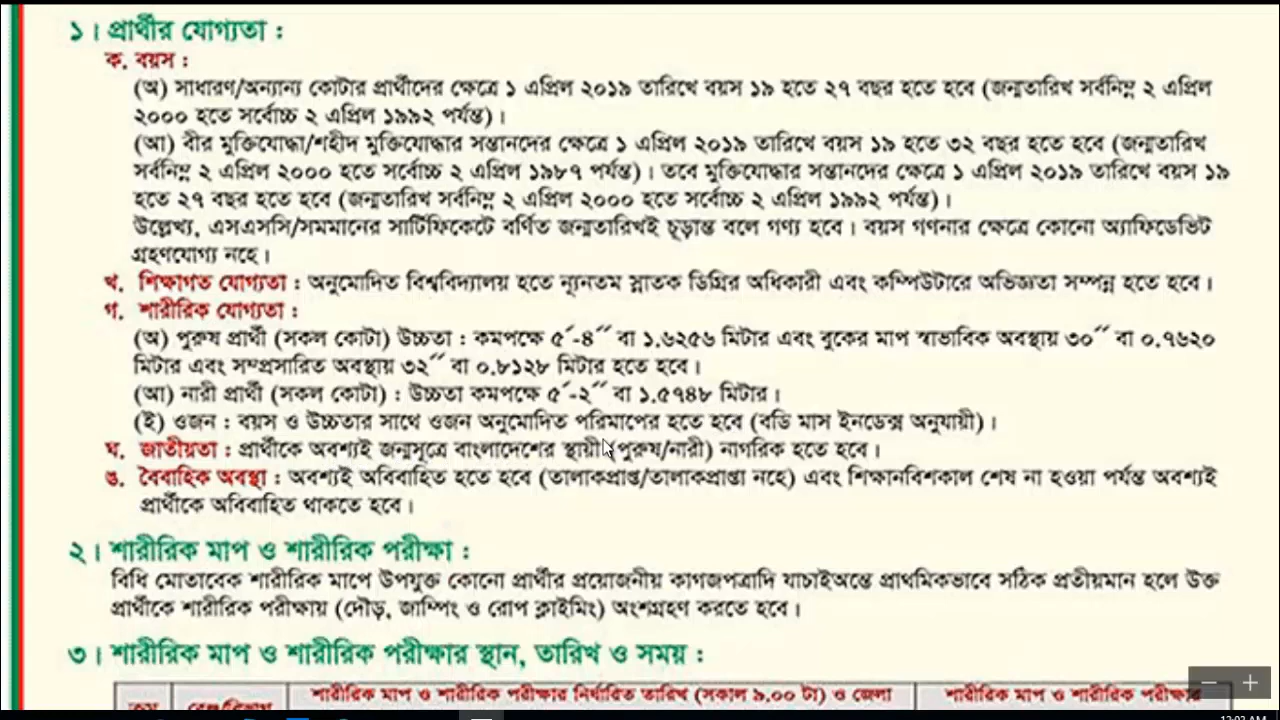 ১। প্রার্থীর যোগ্যতা :
ক. বয়স :
(অ) সাধারণ/অন্যান্য কোটার প্রার্থীদের ক্ষেত্রে ১ এপ্রিল ২০১৯ তারিখে বয়স ১৯ হতে ২৭ বছর হতে হবে (জন্মতারিখ সর্বনিম্ন ২ এপ্রিল
২০০০ হতে সর্বোচ্চ ২ এপ্রিল ১৯৯২ পর্যন্ত)।
(আ) বীর মুক্তিযোদ্ধা/শহীদ মুক্তিযোদ্ধার সন্তানদের ক্ষেত্রে ১ এপ্রিল ২০১৯ তারিখে বয়স ১৯ হতে ৩২ বছর হতে হবে (জন্মতারিখ
সর্বনিম্ন ২ এপ্রিল ২০০০ হতে সর্বোচ্চ ২ এপ্রিল ১৯৮৭ পর্যন্ত)। তবে মুক্তিযোদ্ধার সন্তানদের ক্ষেত্রে ১ এপ্রিল ২০১৯ তারিখে বয়স ১৯
হতে ২৭ বছর হতে হবে (জন্মতারিখ সর্বনিম্ন ২ এপ্রিল ২০০০ হতে সর্বোচ্চ ২ এপ্রিল ১৯৯২ পর্যন্ত)।
উল্লেখ্য, এসএসসি/সমমানের সার্টিফিকেটে বর্ণিত জন্মতারিখই চূড়ান্ত বলে গণ্য হবে। বয়স গণনার ক্ষেত্রে কোনো অ্যাফিডেভিট
গ্রহণযোগ্য নহে।
খ. শিক্ষাগত যোগ্যতা : অনুমোদিত বিশ্ববিদ্যালয় হতে ন্যূনতম স্নাতক ডিগ্রির অধিকারী এবং কম্পিউটারে অভিজ্ঞতা সম্পন্ন হতে হবে।
গ. শারীরিক যোগ্যতা :
(অ) পুরুষ প্রার্থী (সকল কোটা) উচ্চতা : কমপক্ষে ৫´-৪´´ বা ১.৬২৫৬ মিটার এবং বুকের মাপ স্বাভাবিক অবস্থায় ৩০´´ বা ০.৭৬২০
মিটার এবং সম্প্রসারিত অবস্থায় ৩২´´ বা ০.৮১২৮ মিটার হতে হবে।
(আ) নারী প্রার্থী (সকল কোটা) : উচ্চতা কমপক্ষে ৫´-২´´ বা ১.৫৭৪৮ মিটার।
(ই) ওজন : বয়স ও উচ্চতার সাথে ওজন অনুমোদিত পরিমাপের হতে হবে (বডি মাস ইনডেক্স অনুযায়ী)।
ঘ. জাতীয়তা : প্রার্থীকে অবশ্যই জন্মসূত্রে বাংলাদেশের স্থায়ী (পুরুষ/নারী) নাগরিক হতে হবে।
ঙ. বৈবাহিক অবস্থা : অবশ্যই অবিবাহিত হতে হবে (তালাকপ্রাপ্ত/তালাকপ্রাপ্তা নহে) এবং শিক্ষানবিশকাল শেষ না হওয়া পর্যন্ত অবশ্যই
প্রার্থীকে অবিবাহিত থাকতে হবে।
২। শারীরিক মাপ ও শারীরিক পরীক্ষা :
বিধি মোতাবেক শারীরিক মাপে উপযুক্ত কোনো প্রার্থীর প্রয়োজনীয় কাগজপত্রাদি যাচাইঅন্তে প্রাথমিকভাবে সঠিক প্রতীয়মান হলে উক্ত
প্রার্থীকে শারীরিক পরীক্ষায় (দৌড়, জাম্পিং ও রোপ ক্লাইমিং) অংশগ্রহণ করতে হবে।
৩। শারীরিক মাপ ও শারীরিক পরীক্ষার স্থান, তারিখ ও সময় :
শারীরিক মাপ ও শারীরিক পরীক্ষার নির্ধারিত তারিখ (সকাল ৯.০০ টা) ও জেলা
শারীরিক মাপ ও শারীরিক পরীক্ষার